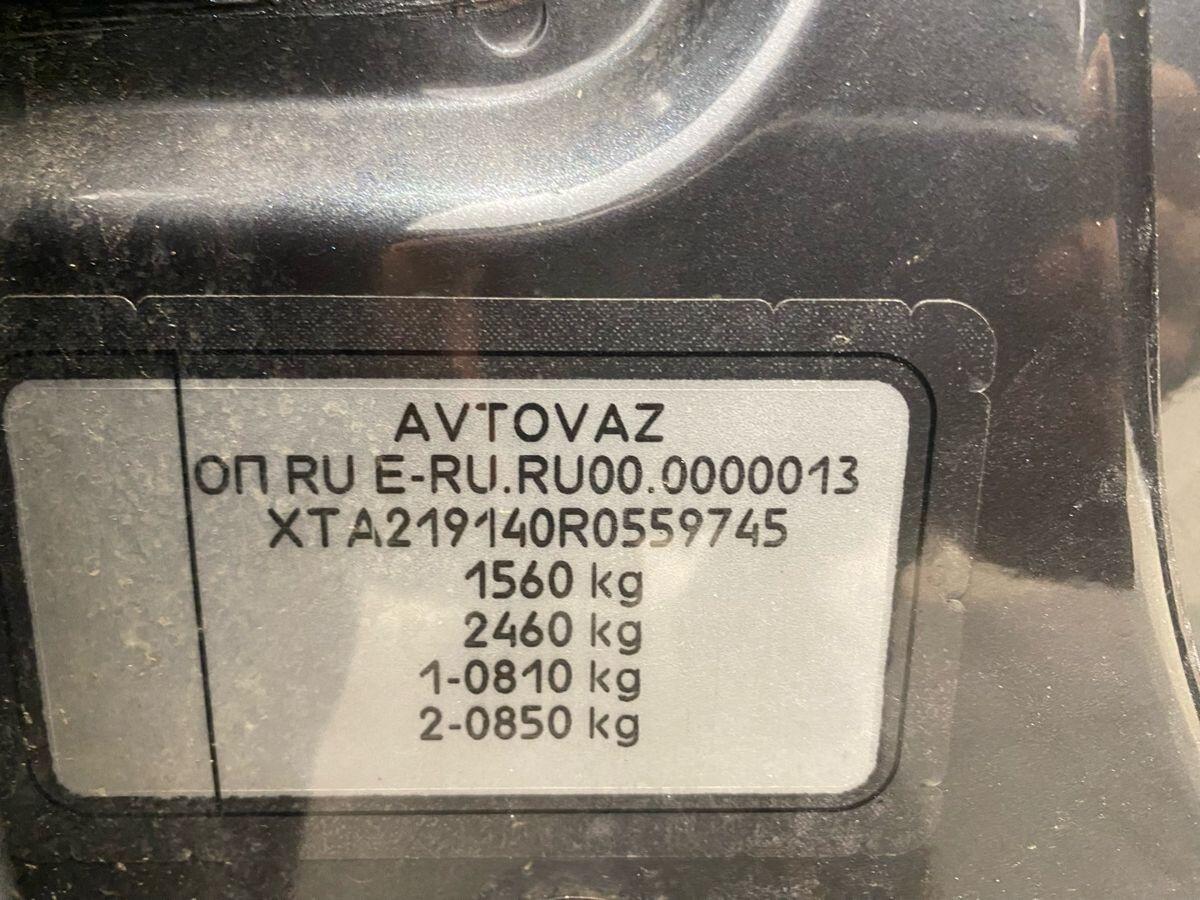 AVTOVAZ
ОП RU E-RU.RU00.0000013
XTA219140R0559745
1560 kg
2460 kg
1-0810 kg
2-0850 kg